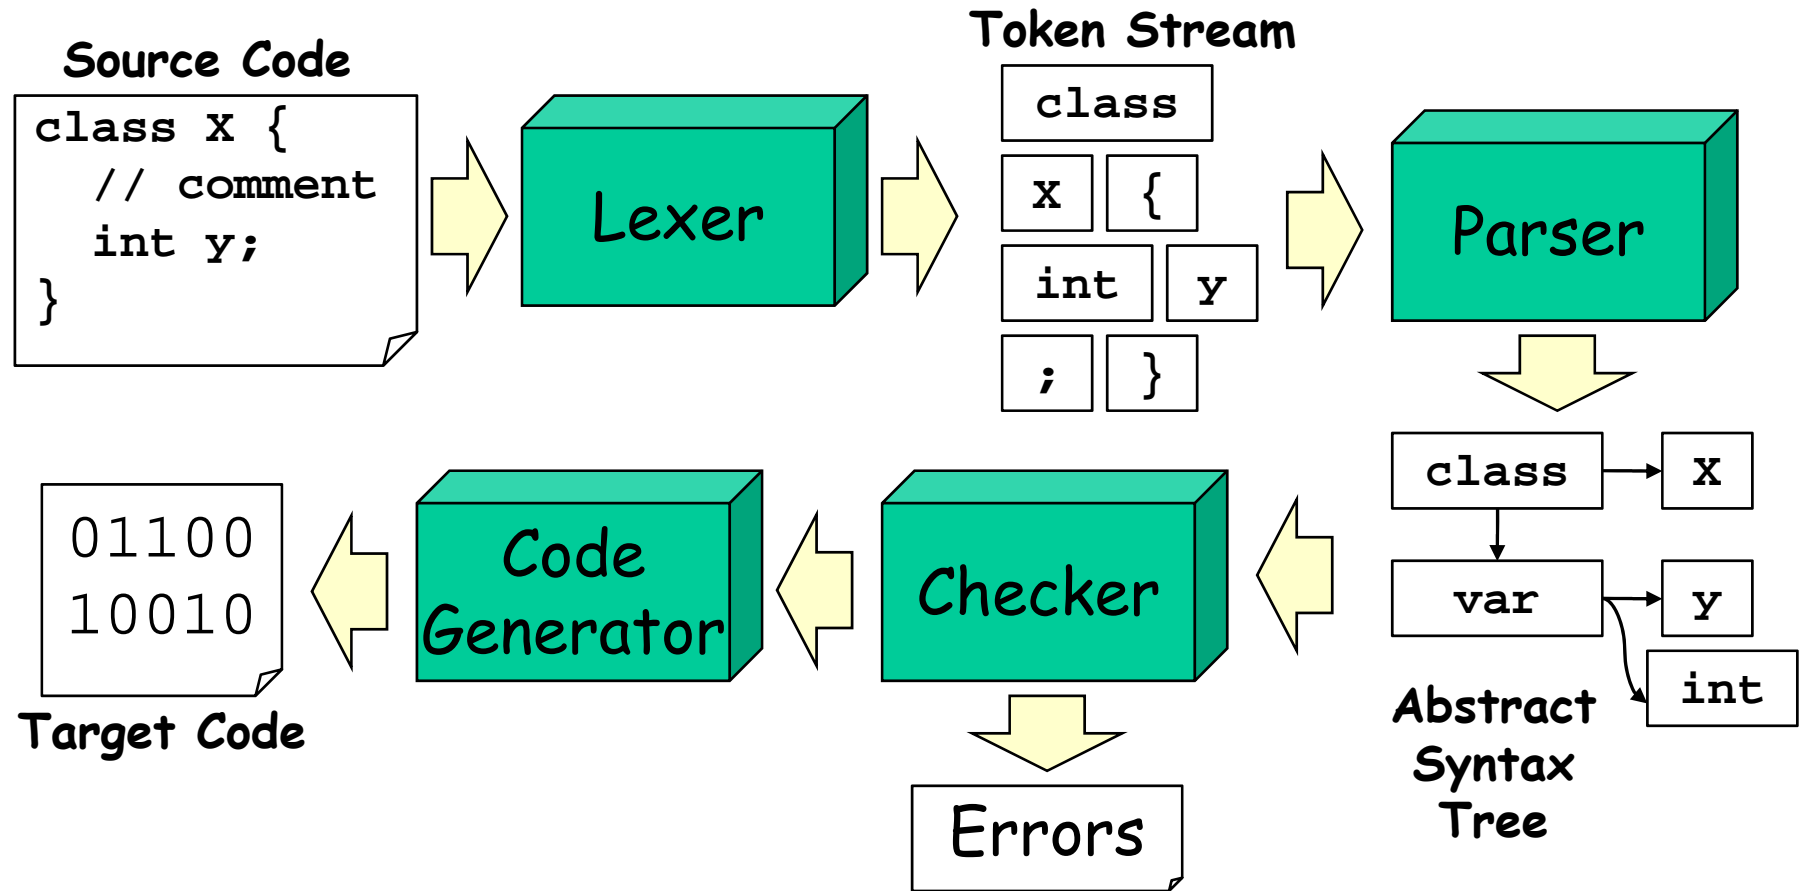 Source Code
class X {
// comment
int y;
}
Lexer
Token Stream
class
X {
int y
; }
Parser
class X
var y
int
Abstract
Syntax
Tree
Checker
Errors
Code
Generator
01100
10010
Target Code